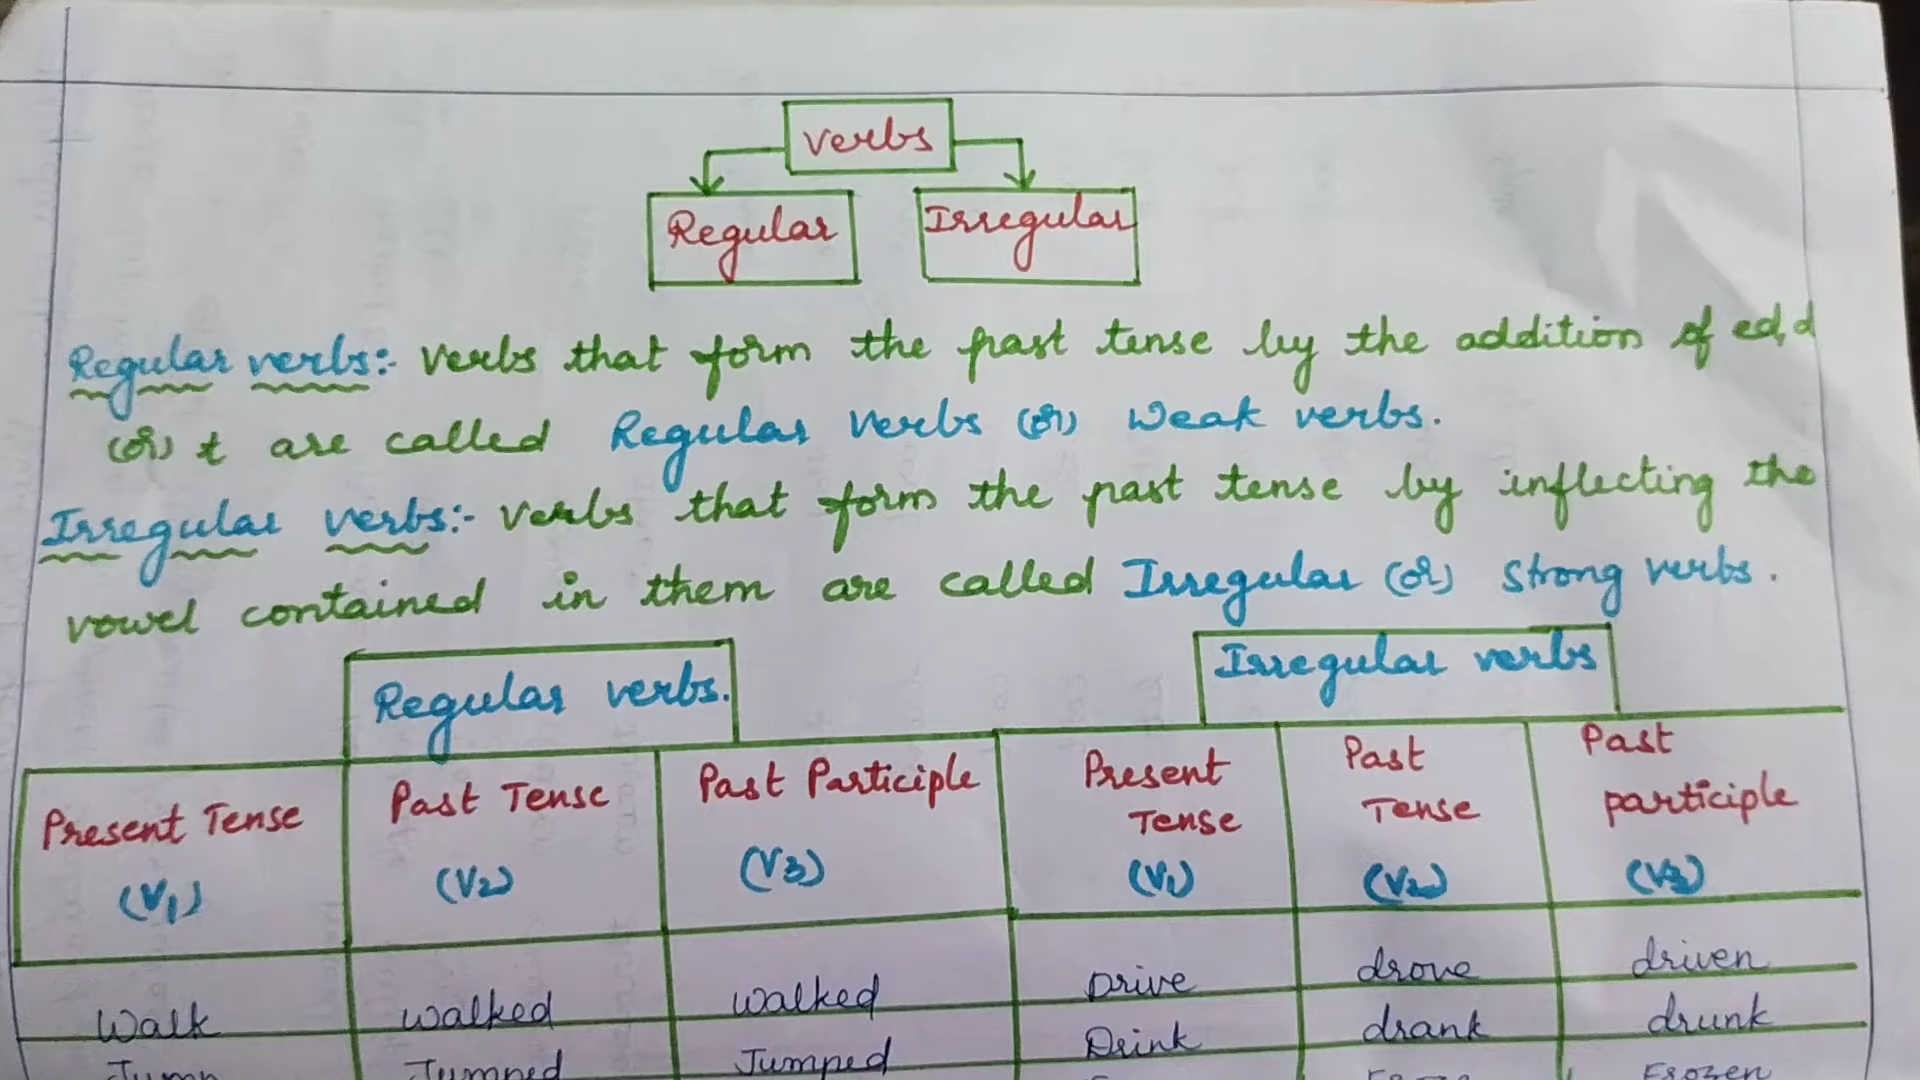 verbs
Regular Irregular
Regular verbs:- verbs that form the past tense by the addition of ed, d
(or) t are called Regular verbs (or) weak verbs.
Irregular verbs:- verbs that form the past tense by inflecting the
vowel contained in them are called Irregular (or) Strong verbs.
Regular verbs. Irregular verbs
Present Tense (V1) Past Tense (V2) Past Participle (V3) Present Tense (V1) Past Tense (V2) Past participle (V3)
Walk walked walked Drive drove driven
Jump Jumped Jumped Drink drank drunk
Frozen